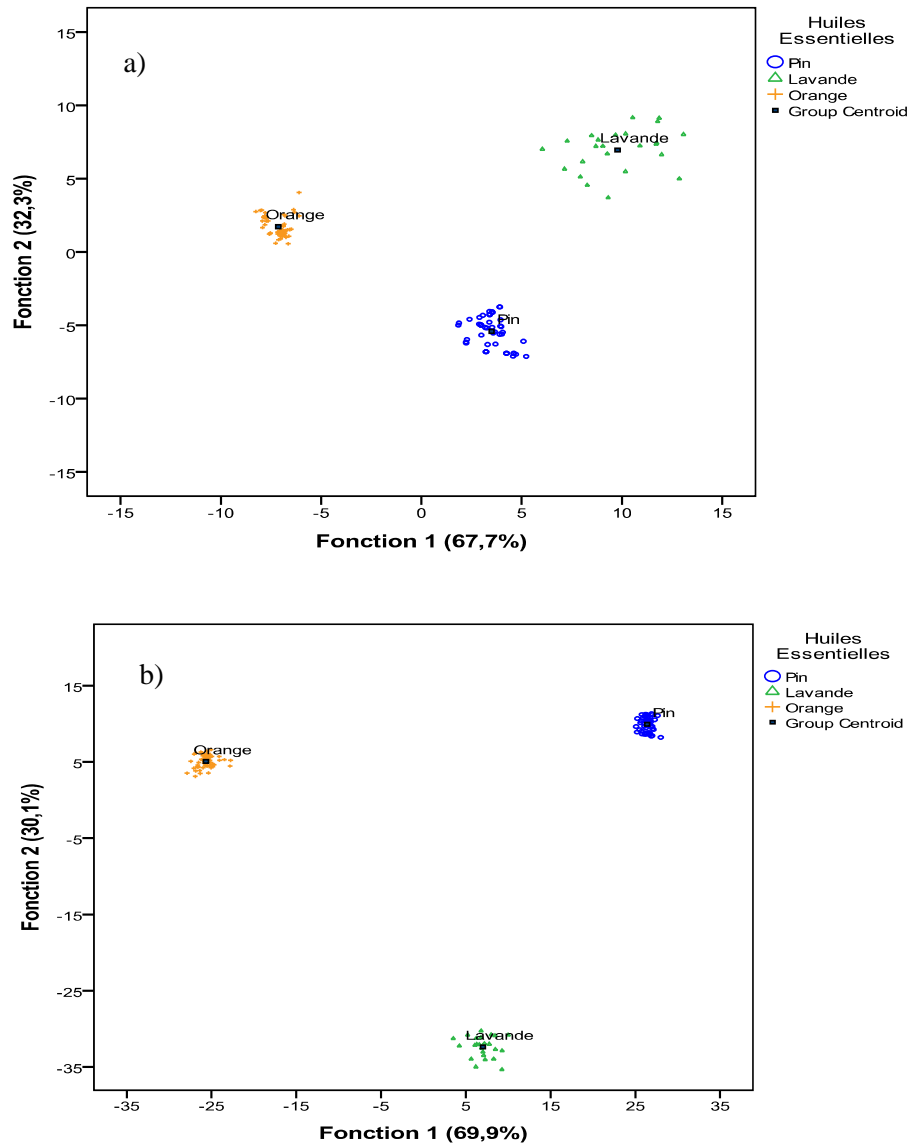 a)
Huiles
Essentielles
Pin
Lavande
Orange
Group Centroid
15
10
5
0
-5
-10
-15
Fonction 2 (32,3%)
Lavande
Orange
Pin
-15
-10
-5
0
5
10
15
Fonction 1 (67,7%)
b)
Huiles
Essentielles
Pin
Lavande
Orange
Group Centroid
15
5
-5
-15
-25
-35
Fonction 2 (30,1%)
Pin
Orange
Lavande
-35
-25
-15
-5
5
15
25
35
Fonction 1 (69,9%)